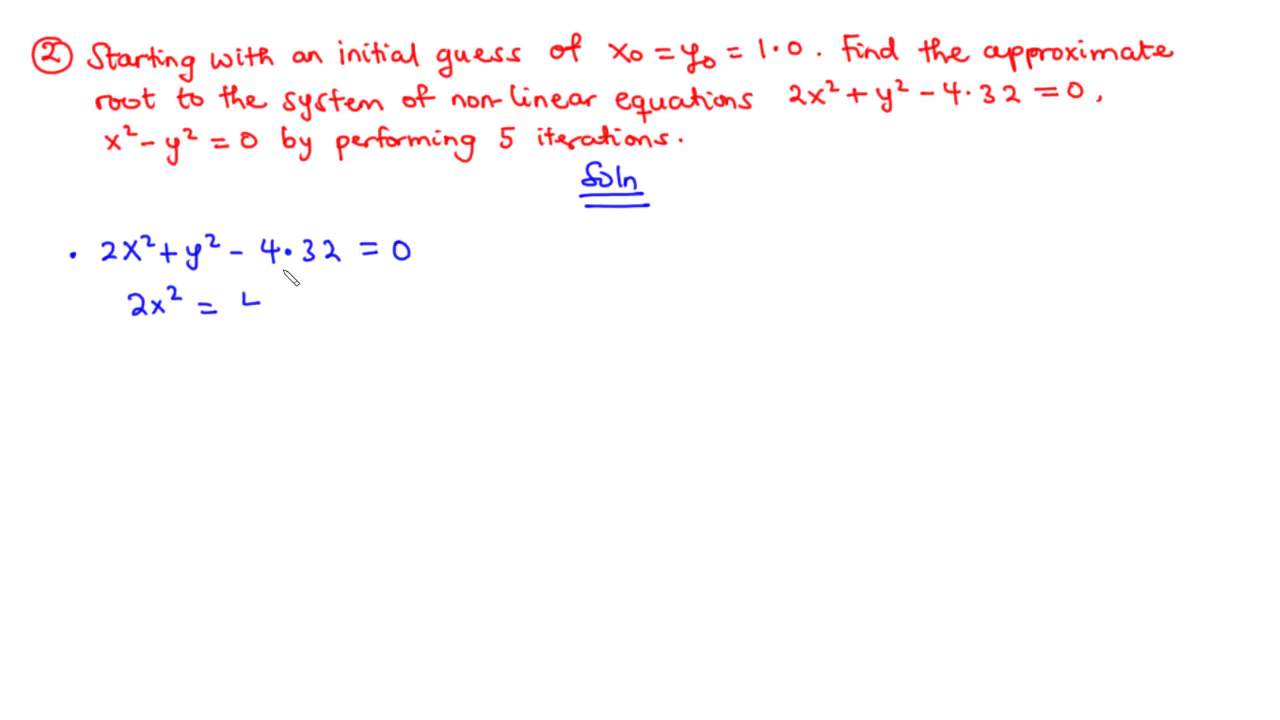 ② Starting with an initial guess of x₀ = y₀ = 1·0. Find the approximate
root to the system of non-linear equations 2x² + y² - 4·32 = 0,
x² - y² = 0 by performing 5 iterations.
Soln
• 2x² + y² - 4·32 = 0
2x² =